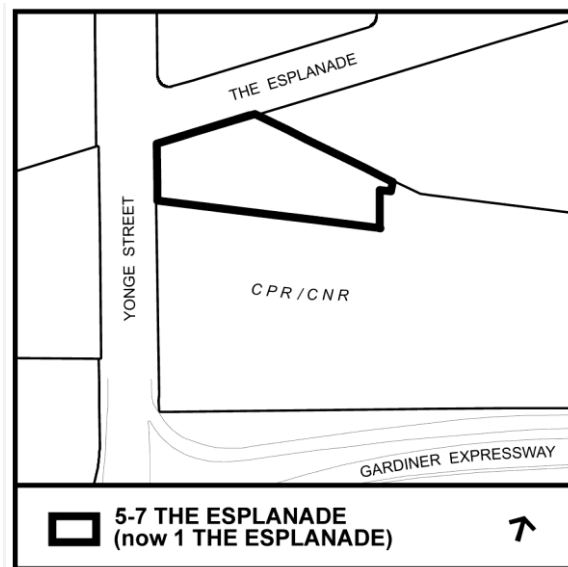 THE ESPLANADE
YONGE STREET
CPR/CNR
GARDINER EXPRESSWAY
5-7 THE ESPLANADE
(now 1 THE ESPLANADE)